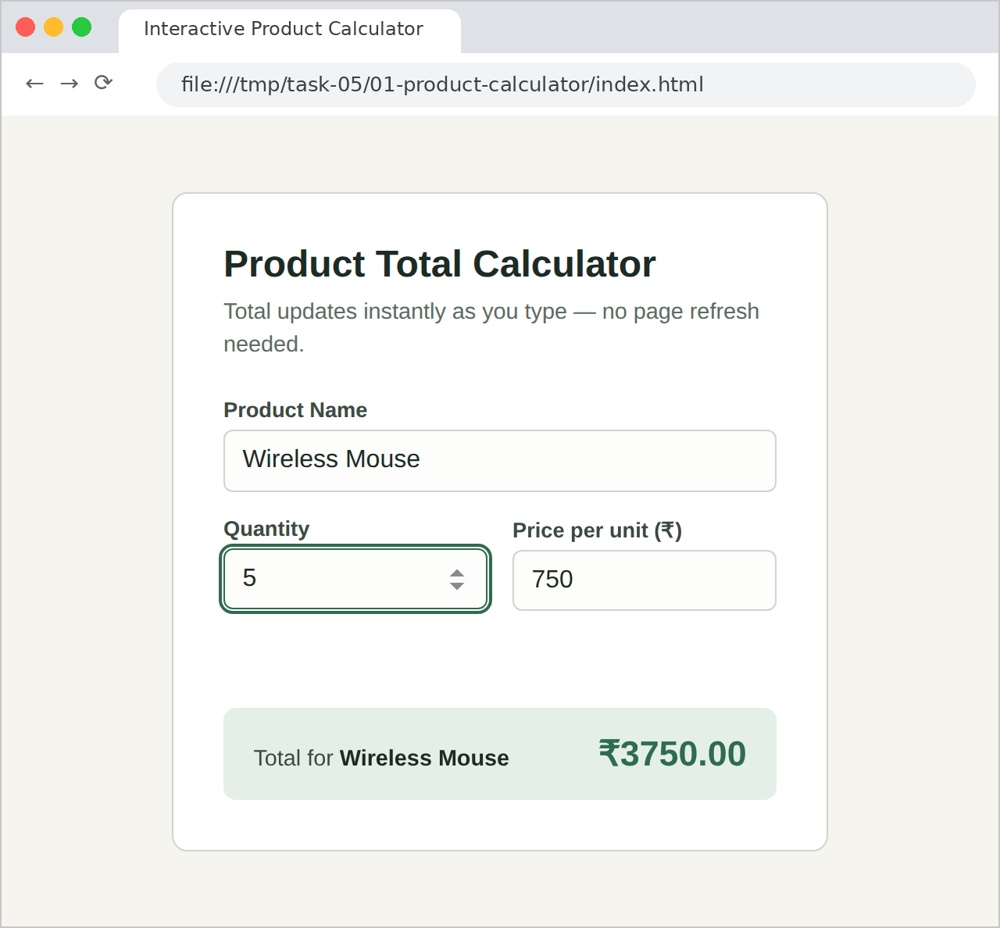 Interactive Product Calculator
← → ⟳ file:///tmp/task-05/01-product-calculator/index.html
Product Total Calculator
Total updates instantly as you type — no page refresh
needed.
Product Name
Wireless Mouse
Quantity Price per unit (₹)
5 750
Total for Wireless Mouse ₹3750.00